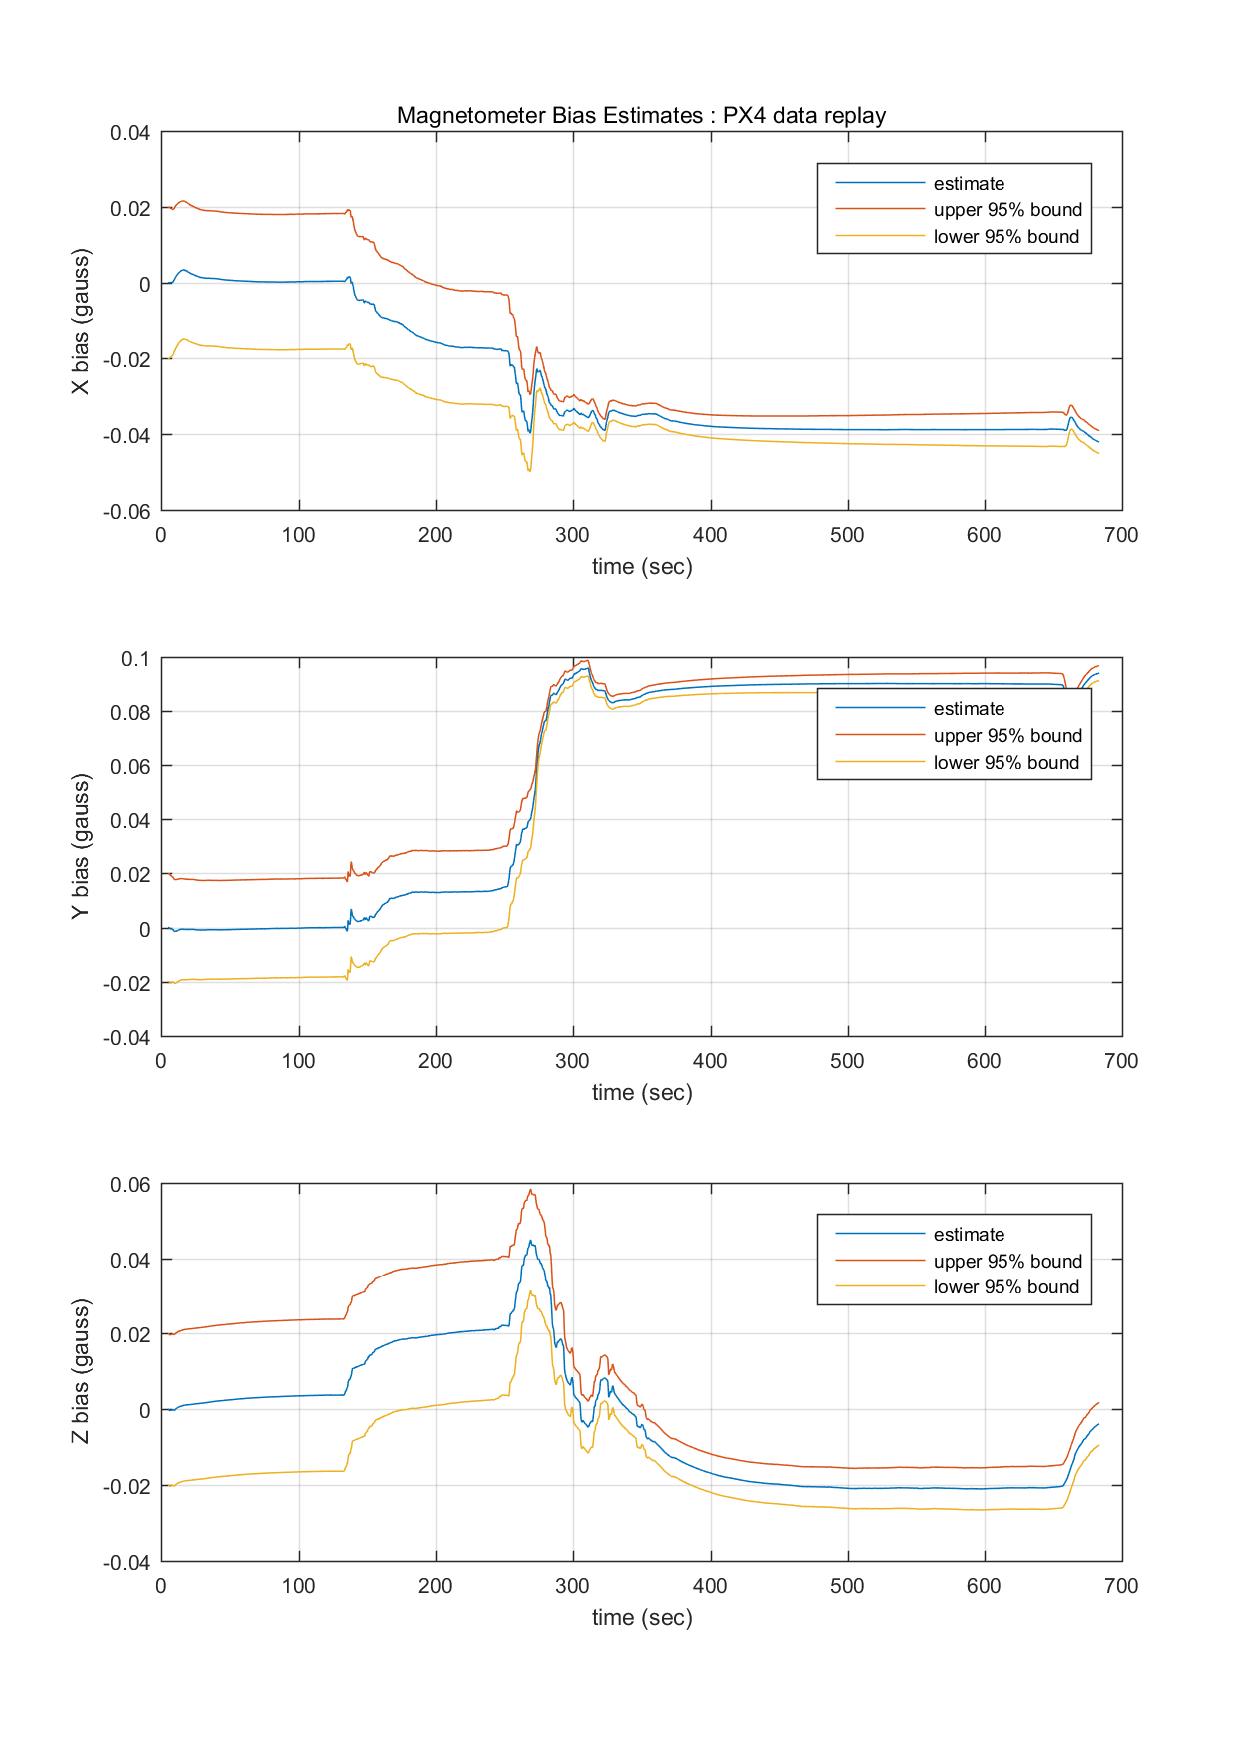 Magnetometer Bias Estimates : PX4 data replay
0.04
0.02
0
-0.02
-0.04
-0.06
X bias (gauss)
estimate
upper 95% bound
lower 95% bound
0 100 200 300 400 500 600 700
time (sec)
0.1
0.08
0.06
0.04
0.02
0
-0.02
-0.04
Y bias (gauss)
estimate
upper 95% bound
lower 95% bound
0 100 200 300 400 500 600 700
time (sec)
0.06
0.04
0.02
0
-0.02
-0.04
Z bias (gauss)
estimate
upper 95% bound
lower 95% bound
0 100 200 300 400 500 600 700
time (sec)